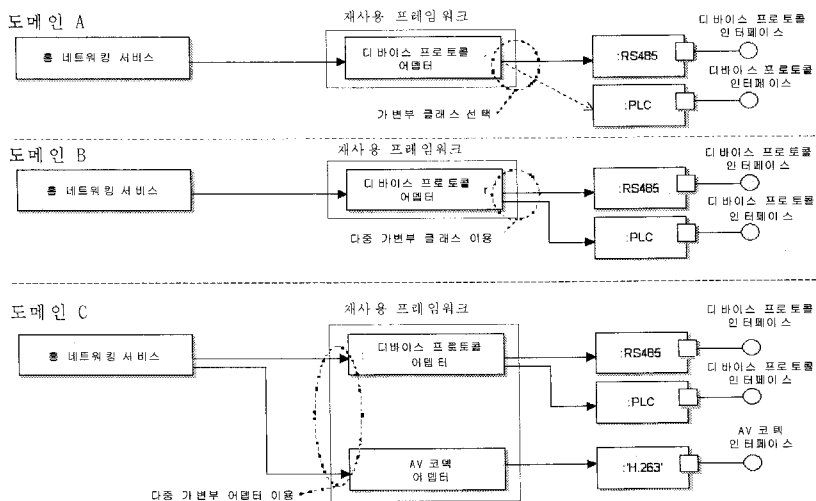 도메인 A
재사용 프레임워크
홈 네트워킹 서비스
디바이스 프로토콜
어댑터
:RS485
디바이스 프로토콜
인터페이스
:PLC
디바이스 프로토콜
인터페이스
가변부 클래스 선택
도메인 B
재사용 프레임워크
홈 네트워킹 서비스
디바이스 프로토콜
어댑터
:RS485
디바이스 프로토콜
인터페이스
:PLC
디바이스 프로토콜
인터페이스
다중 가변부 클래스 이용
도메인 C
재사용 프레임워크
홈 네트워킹 서비스
디바이스 프로토콜
어댑터
:RS485
디바이스 프로토콜
인터페이스
:PLC
디바이스 프로토콜
인터페이스
AV 코덱
어댑터
:'H.263'
AV 코덱
인터페이스
다중 가변부 어댑터 이용